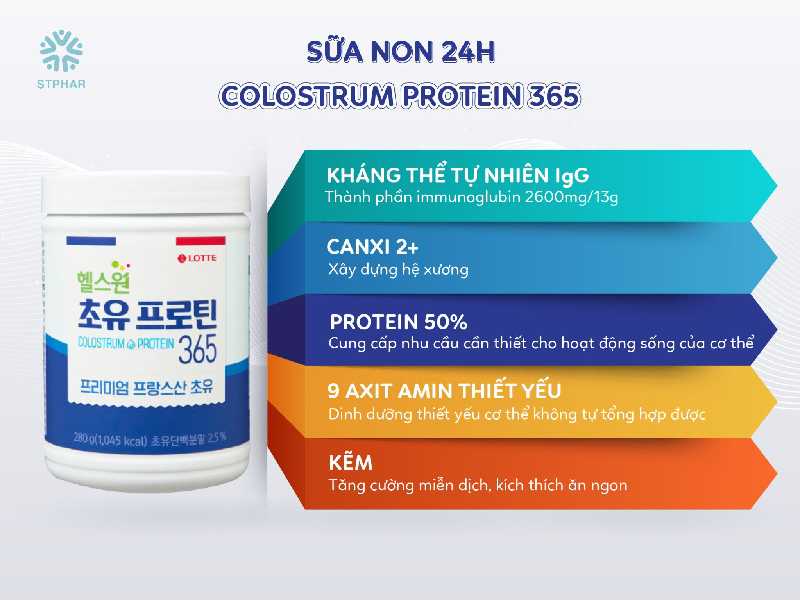 STPHAR
SỮA NON 24H
COLOSTRUM PROTEIN 365
LOTTE
헬스원
초유 프로틴
COLOSTRUM PROTEIN
365
프리미엄 프랑스산 초유
280 g(1,045 kcal) 초유단백분말 2.5%
KHÁNG THỂ TỰ NHIÊN IgG
Thành phần immunoglubin 2600mg/13g
CANXI 2+
Xây dựng hệ xương
PROTEIN 50%
Cung cấp nhu cầu cần thiết cho hoạt động sống của cơ thể
9 AXIT AMIN THIẾT YẾU
Dinh dưỡng thiết yếu cơ thể không tự tổng hợp được
KẼM
Tăng cường miễn dịch, kích thích ăn ngon